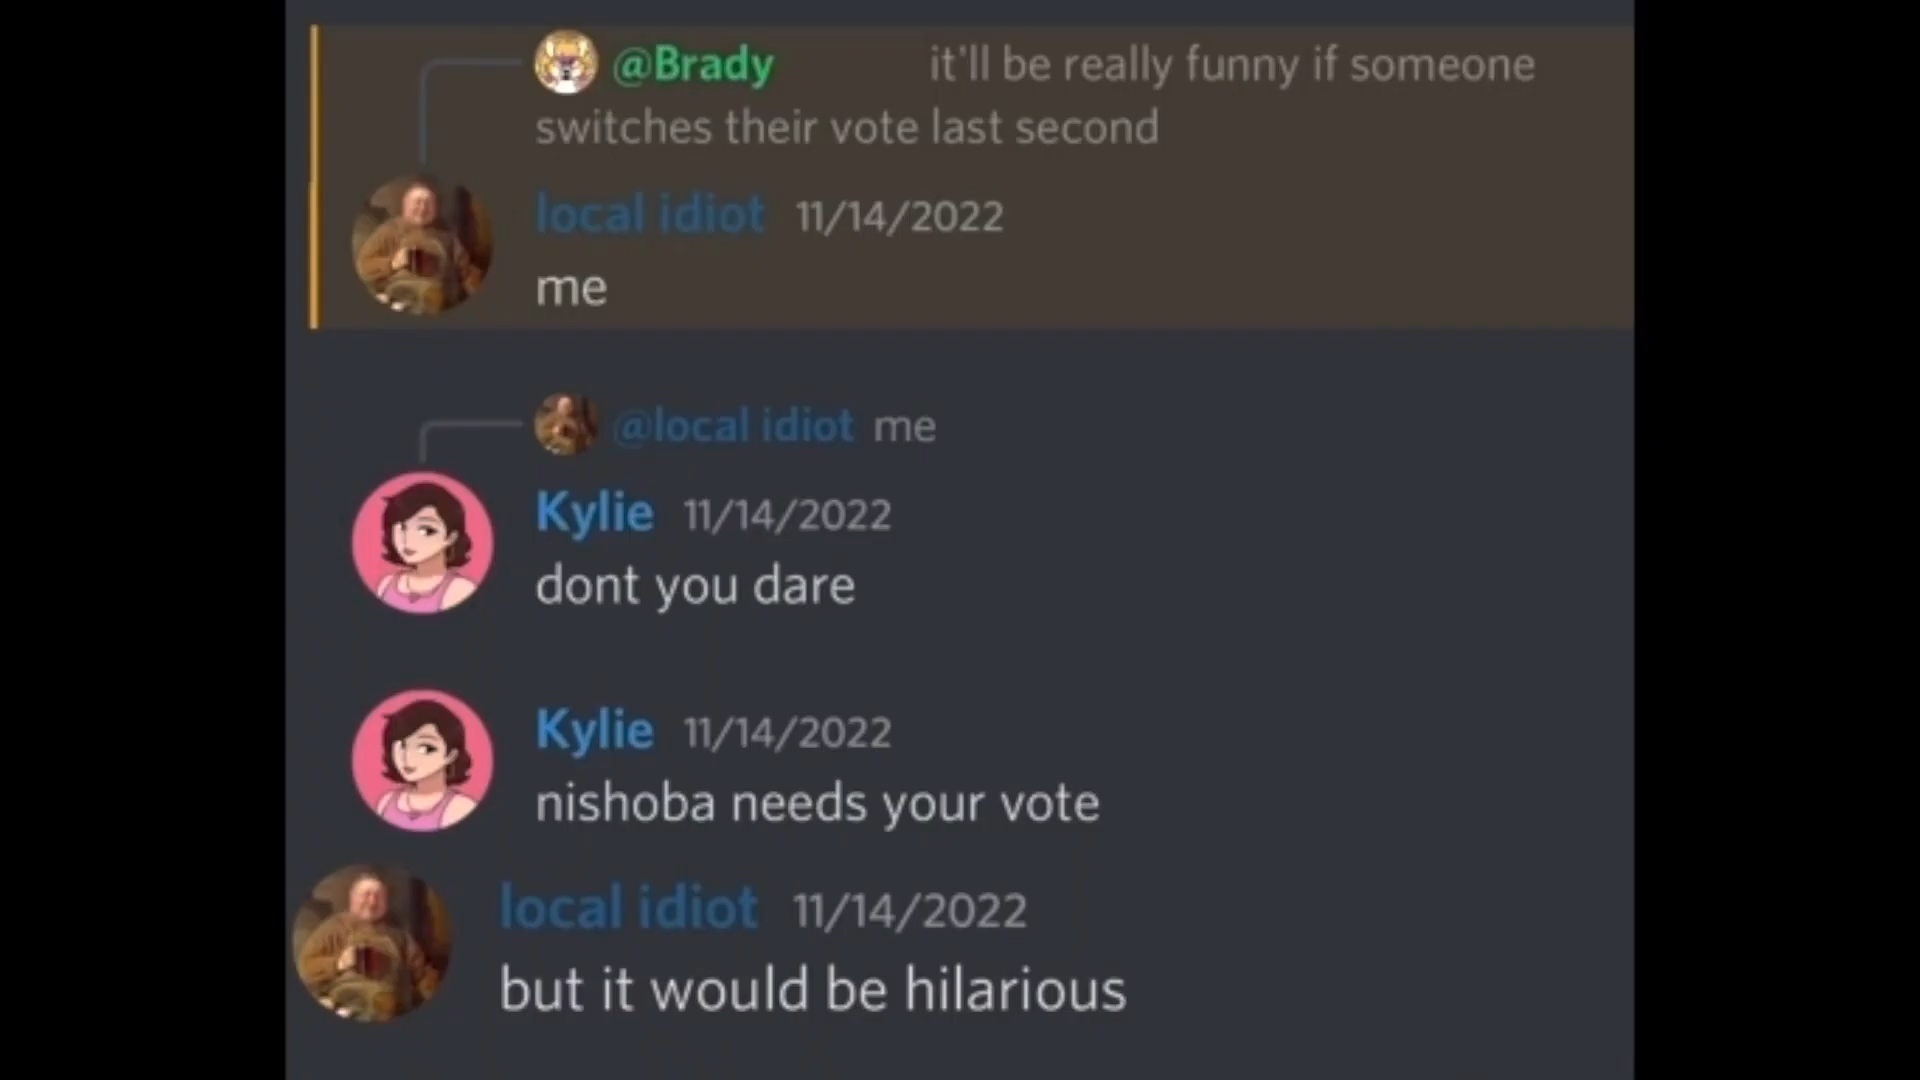 @Brady it'll be really funny if someone
switches their vote last second
local idiot 11/14/2022
me
@local idiot me
Kylie 11/14/2022
dont you dare
Kylie 11/14/2022
nishoba needs your vote
local idiot 11/14/2022
but it would be hilarious